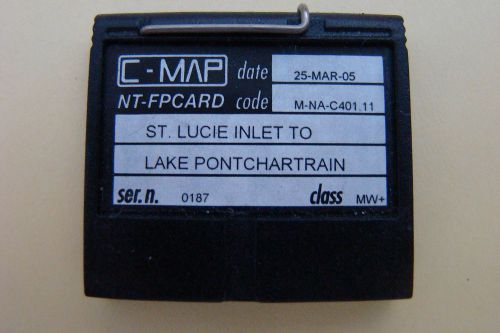 C-MAP date 25-MAR-05
NT-FPCARD code M-NA-C401.11
ST. LUCIE INLET TO
LAKE PONTCHARTRAIN
ser.n. 0187 class MW+